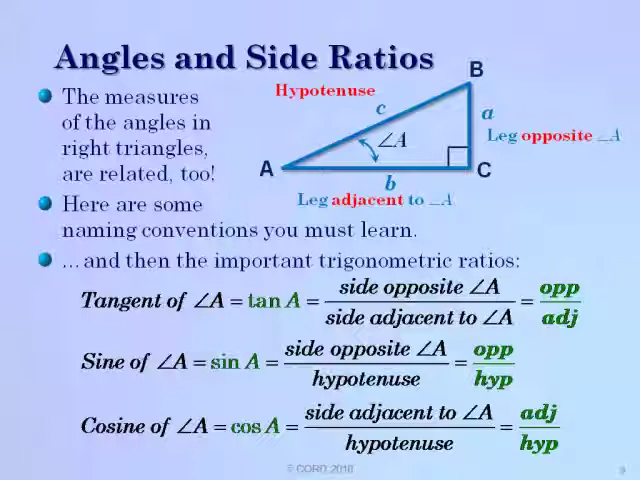 Angles and Side Ratios
The measures
of the angles in
right triangles,
are related, too!
Here are some
naming conventions you must learn.
…and then the important trigonometric ratios:
B
Hypotenuse
c
a
∠A
Leg opposite ∠A
A
C
b
Leg adjacent to ∠A
Tangent of ∠A = tan A = side opposite ∠A / side adjacent to ∠A = opp / adj
Sine of ∠A = sin A = side opposite ∠A / hypotenuse = opp / hyp
Cosine of ∠A = cos A = side adjacent to ∠A / hypotenuse = adj / hyp
© CORD 2010